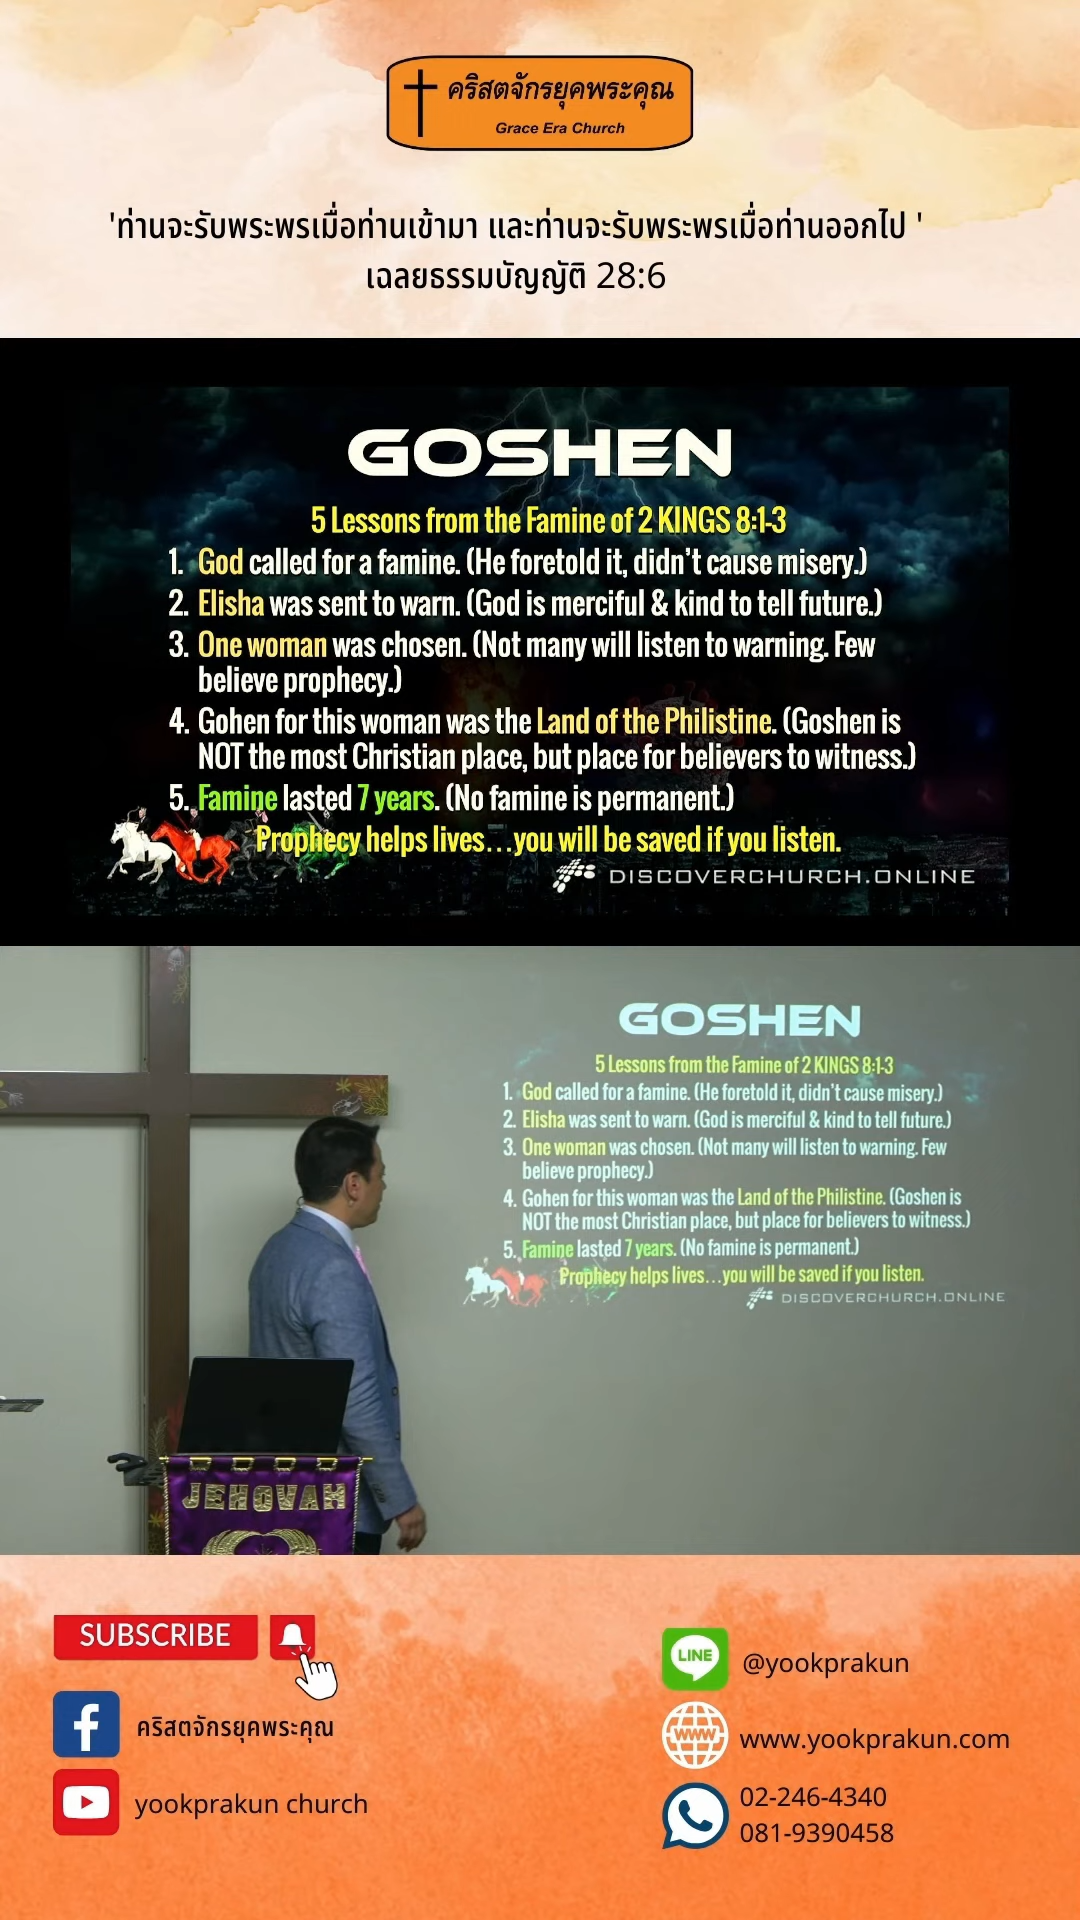 คริสตจักรยุคพระคุณ
Grace Era Church
'ท่านจะรับพระพรเมื่อท่านเข้ามา และท่านจะรับพระพรเมื่อท่านออกไป '
เฉลยธรรมบัญญัติ 28:6
GOSHEN
5 Lessons from the Famine of 2 KINGS 8:1-3
1. God called for a famine. (He foretold it, didn't cause misery.)
2. Elisha was sent to warn. (God is merciful & kind to tell future.)
3. One woman was chosen. (Not many will listen to warning. Few
believe prophecy.)
4. Gohen for this woman was the Land of the Philistine. (Goshen is
NOT the most Christian place, but place for believers to witness.)
5. Famine lasted 7 years. (No famine is permanent.)
Prophecy helps lives...you will be saved if you listen.
DISCOVERCHURCH.ONLINE
GOSHEN
5 Lessons from the Famine of 2 KINGS 8:1-3
1. God called for a famine. (He foretold it, didn't cause misery.)
2. Elisha was sent to warn. (God is merciful & kind to tell future.)
3. One woman was chosen. (Not many will listen to warning. Few
believe prophecy.)
4. Gohen for this woman was the Land of the Philistine. (Goshen is
NOT the most Christian place, but place for believers to witness.)
5. Famine lasted 7 years. (No famine is permanent.)
Prophecy helps lives...you will be saved if you listen.
DISCOVERCHURCH.ONLINE
JEHOVAH
SUBSCRIBE
คริสตจักรยุคพระคุณ
yookprakun church
LINE
@yookprakun
WWW
www.yookprakun.com
02-246-4340
081-9390458